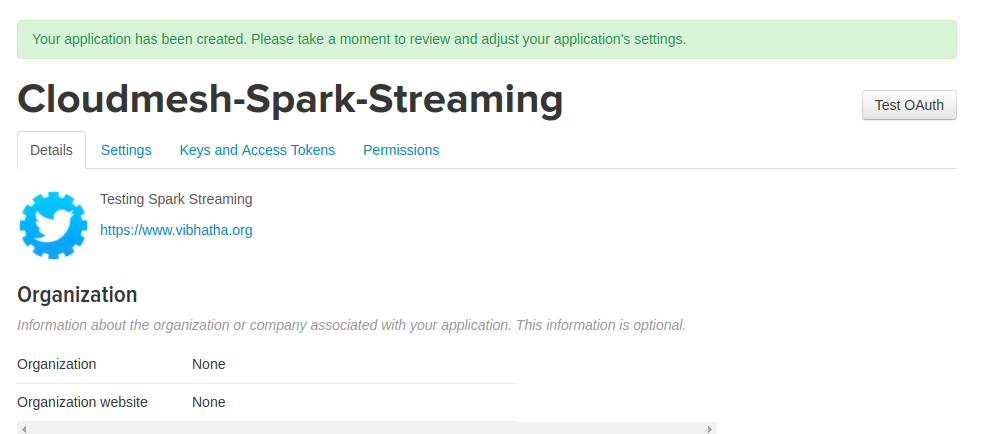 Your application has been created. Please take a moment to review and adjust your application's settings.
Cloudmesh-Spark-Streaming
Test OAuth
Details Settings Keys and Access Tokens Permissions
Testing Spark Streaming
https://www.vibhatha.org
Organization
Information about the organization or company associated with your application. This information is optional.
Organization None
Organization website None